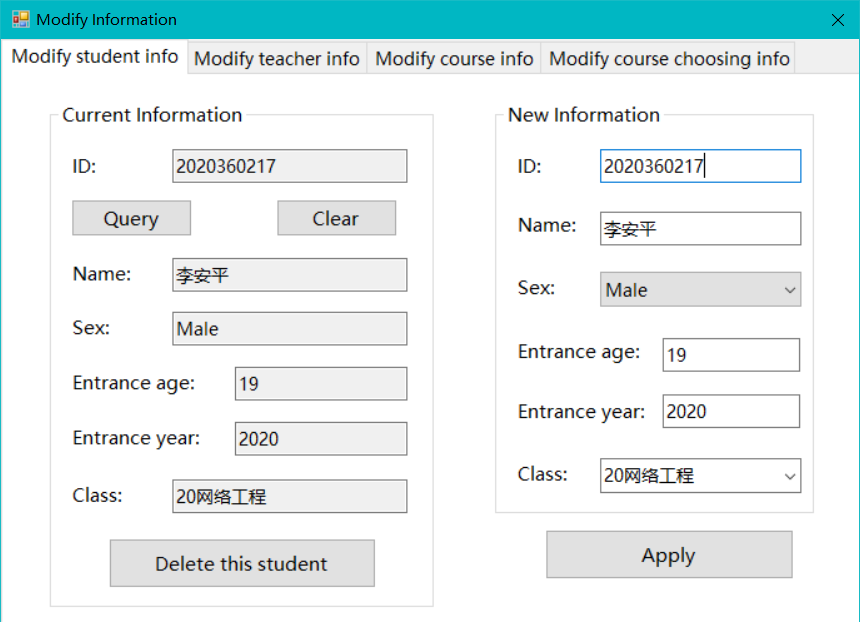 Modify Information
Modify student info Modify teacher info Modify course info Modify course choosing info
Current Information
ID: 2020360217
Query Clear
Name: 李安平
Sex: Male
Entrance age: 19
Entrance year: 2020
Class: 20网络工程
Delete this student
New Information
ID: 2020360217
Name: 李安平
Sex: Male
Entrance age: 19
Entrance year: 2020
Class: 20网络工程
Apply